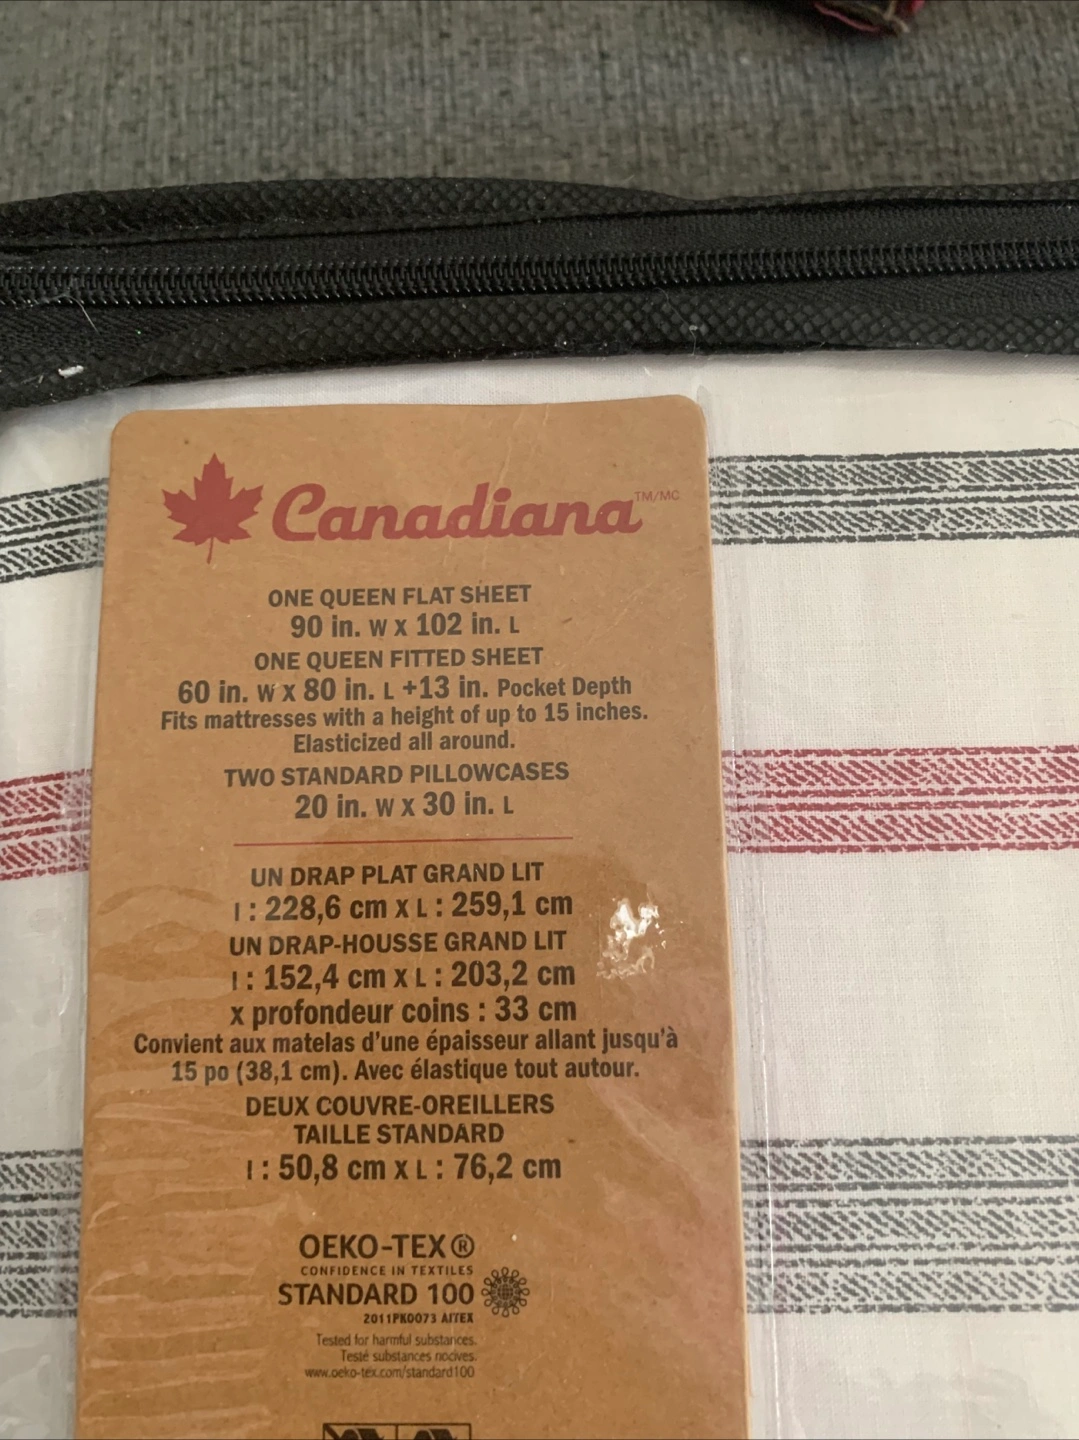 Canadiana TM/MC
ONE QUEEN FLAT SHEET
90 in. W x 102 in. L
ONE QUEEN FITTED SHEET
60 in. W x 80 in. L +13 in. Pocket Depth
Fits mattresses with a height of up to 15 inches.
Elasticized all around.
TWO STANDARD PILLOWCASES
20 in. W x 30 in. L
UN DRAP PLAT GRAND LIT
l : 228,6 cm x L : 259,1 cm
UN DRAP-HOUSSE GRAND LIT
l : 152,4 cm x L : 203,2 cm
x profondeur coins : 33 cm
Convient aux matelas d'une épaisseur allant jusqu'à
15 po (38,1 cm). Avec élastique tout autour.
DEUX COUVRE-OREILLERS
TAILLE STANDARD
l : 50,8 cm x L : 76,2 cm
OEKO-TEX®
CONFIDENCE IN TEXTILES
STANDARD 100
2011PK0073 AITEX
Tested for harmful substances.
Testé substances nocives.
www.oeko-tex.com/standard100